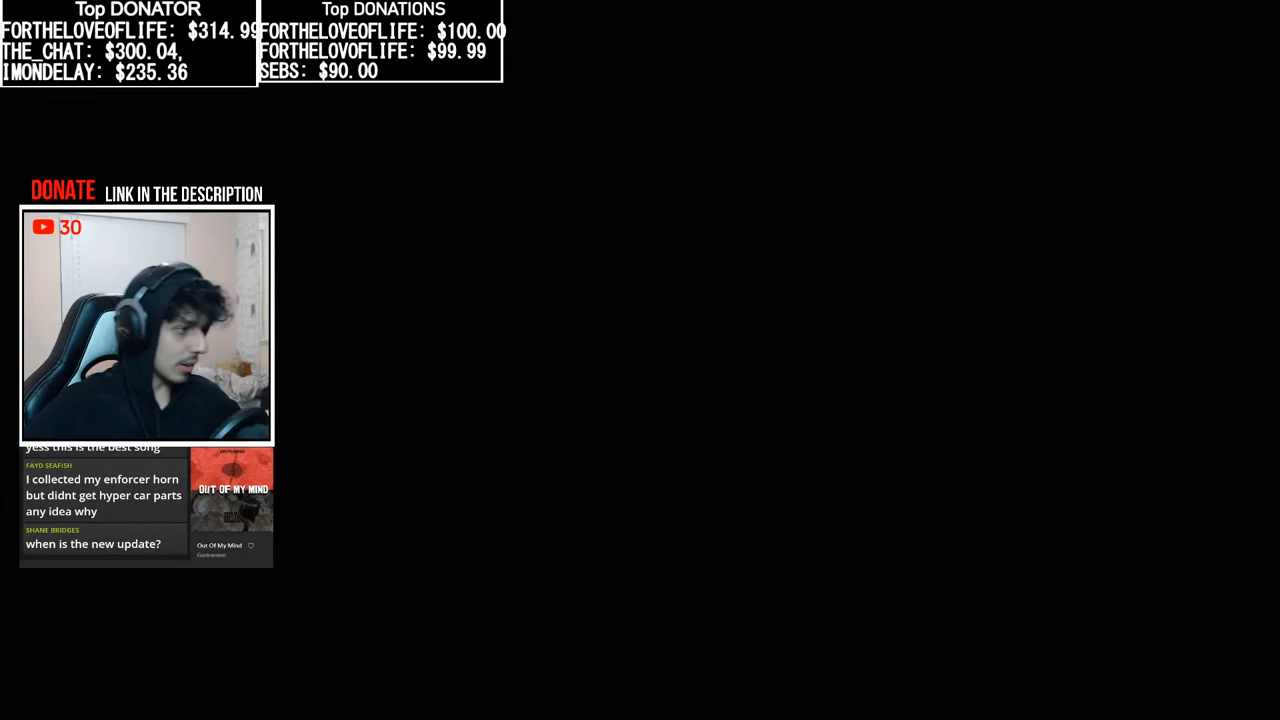 Top DONATOR
FORTHELOVEOFLIFE: $314.99
THE_CHAT: $300.04,
IMONDELAY: $235.36
Top DONATIONS
FORTHELOVEOFLIFE: $100.00
FORTHELOVOFLIFE: $99.99
SEBS: $90.00
DONATE LINK IN THE DESCRIPTION
30
yess this is the best song
FAYD SEAFISH
I collected my enforcer horn
but didnt get hyper car parts
any idea why
SHANE BRIDGES
when is the new update?
OUT OF MY MIND
Out Of My Mind